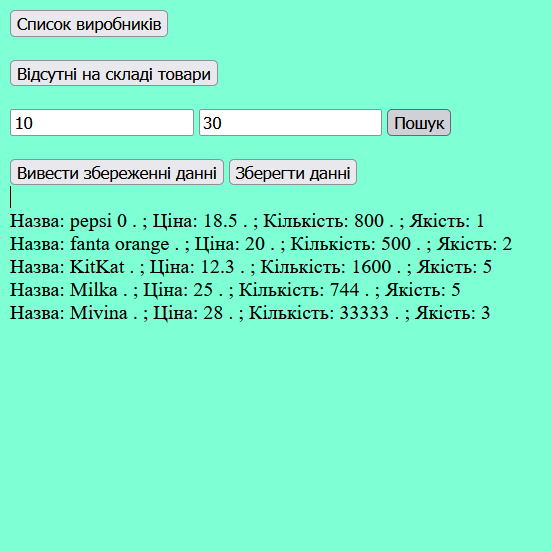 Список виробників
Відсутні на складі товари
10 30 Пошук
Вивести збереженні данні Зберегти данні
Назва: pepsi 0 . ; Ціна: 18.5 . ; Кількість: 800 . ; Якість: 1
Назва: fanta orange . ; Ціна: 20 . ; Кількість: 500 . ; Якість: 2
Назва: KitKat . ; Ціна: 12.3 . ; Кількість: 1600 . ; Якість: 5
Назва: Milka . ; Ціна: 25 . ; Кількість: 744 . ; Якість: 5
Назва: Mivina . ; Ціна: 28 . ; Кількість: 33333 . ; Якість: 3